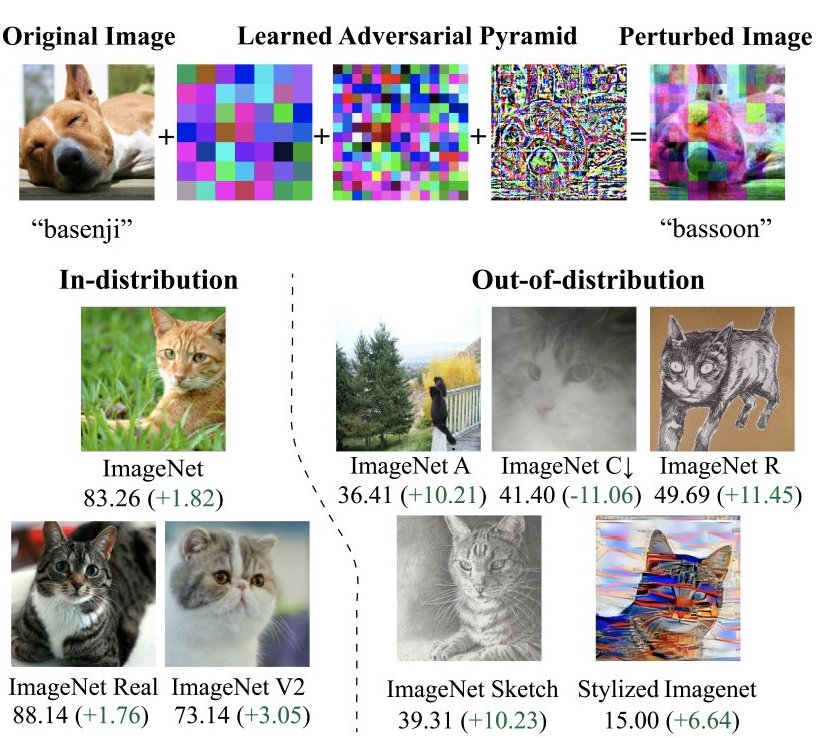 Original Image Learned Adversarial Pyramid Perturbed Image
+ + + =
“basenji” “bassoon”
In-distribution Out-of-distribution
ImageNet
83.26 (+1.82)
ImageNet A ImageNet C↓ ImageNet R
36.41 (+10.21) 41.40 (-11.06) 49.69 (+11.45)
ImageNet Real ImageNet V2
88.14 (+1.76) 73.14 (+3.05)
ImageNet Sketch Stylized Imagenet
39.31 (+10.23) 15.00 (+6.64)